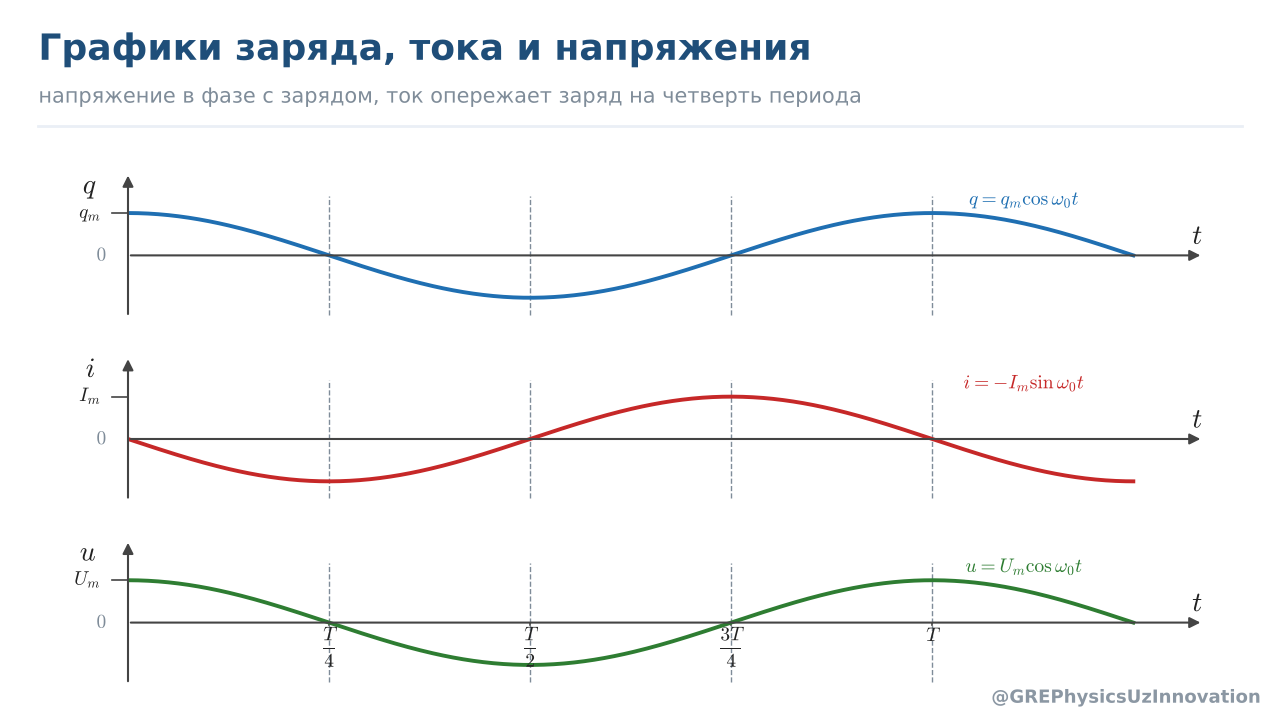 Графики заряда, тока и напряжения
напряжение в фазе с зарядом, ток опережает заряд на четверть периода
q
q_m
0
q = q_m cos ω₀t
t
i
I_m
0
i = −I_m sin ω₀t
t
u
U_m
0
u = U_m cos ω₀t
t
T/4
T/2
3T/4
T
@GREPhysicsUzInnovation